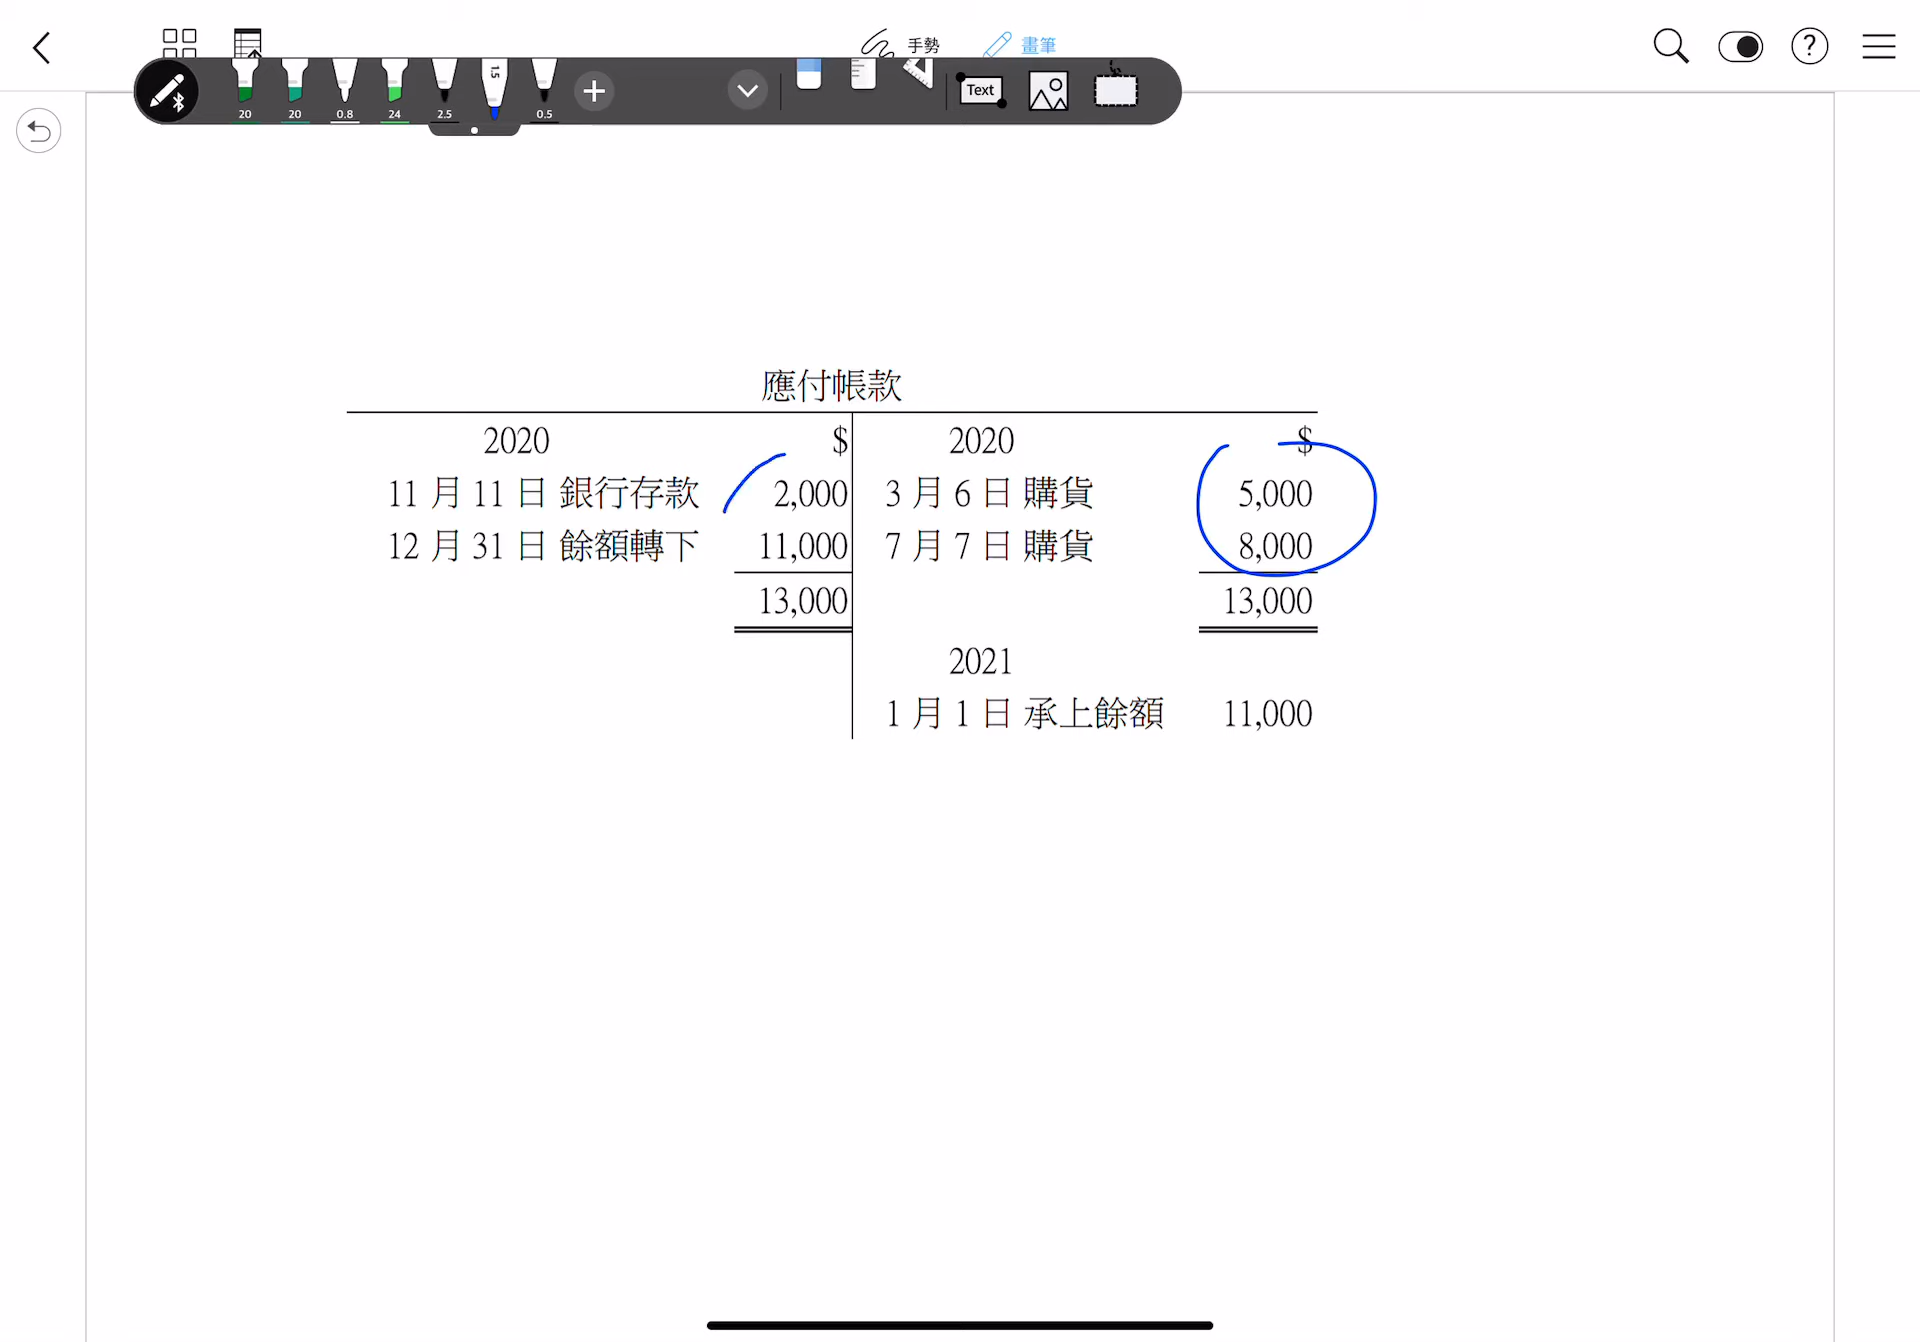 手勢 畫筆
20 20 0.8 24 2.5 1.5 0.5 Text
應付帳款
2020 $ 2020 $
11 月 11 日 銀行存款 2,000 3 月 6 日 購貨 5,000
12 月 31 日 餘額轉下 11,000 7 月 7 日 購貨 8,000
13,000 13,000
2021
1 月 1 日 承上餘額 11,000